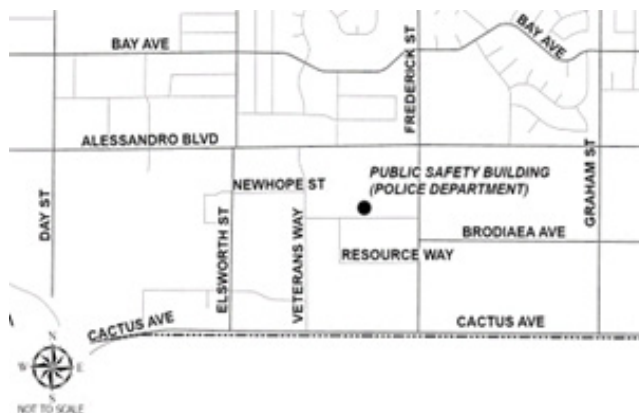 BAY AVE
BAY AVE
FREDERICK ST
ALESSANDRO BLVD
PUBLIC SAFETY BUILDING
(POLICE DEPARTMENT)
NEWHOPE ST
GRAHAM ST
DAY ST
ELSWORTH ST
VETERANS WAY
BRODIAEA AVE
RESOURCE WAY
CACTUS AVE
CACTUS AVE
N
W
E
S
NOT TO SCALE